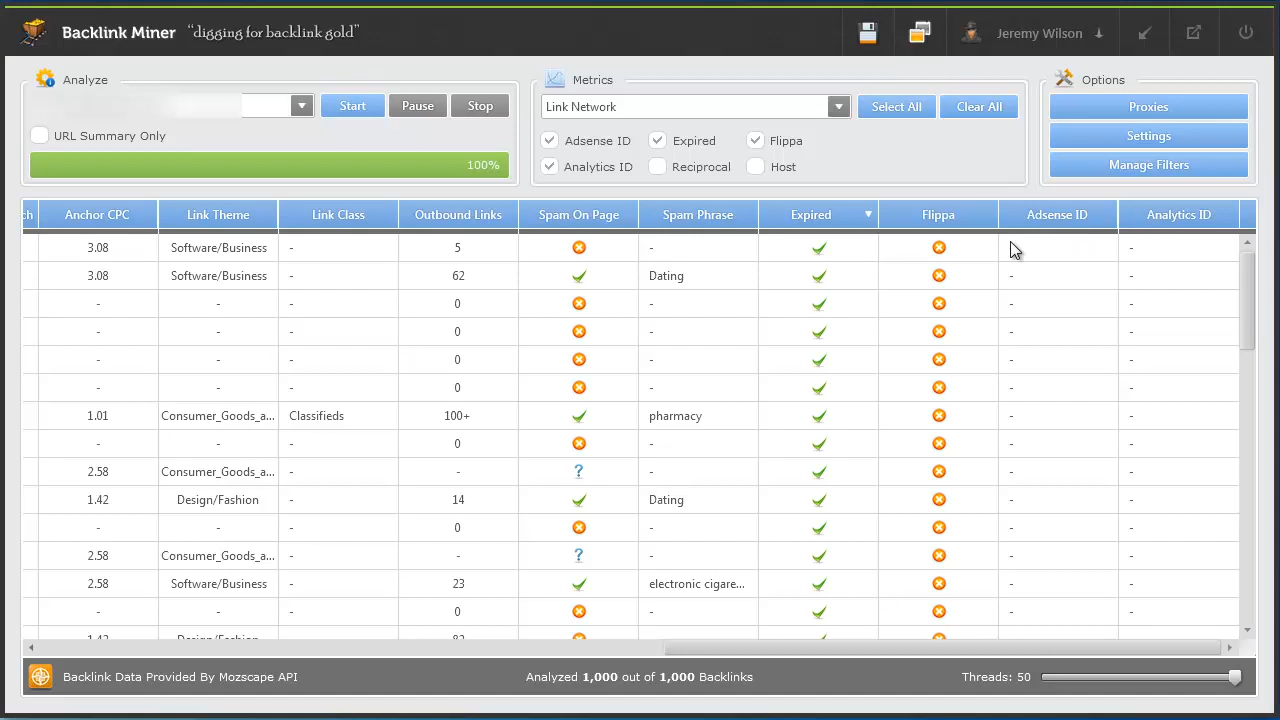 Backlink Miner “digging for backlink gold”
Jeremy Wilson
Analyze
Start Pause Stop
URL Summary Only
100%
Metrics
Link Network
Select All Clear All
Adsense ID Expired Flippa
Analytics ID Reciprocal Host
Options
Proxies
Settings
Manage Filters
ch Anchor CPC Link Theme Link Class Outbound Links Spam On Page Spam Phrase Expired Flippa Adsense ID Analytics ID
3.08 Software/Business - 5 - - -
3.08 Software/Business - 62 Dating - -
- - - 0 - - -
- - - 0 - - -
- - - 0 - - -
- - - 0 - - -
1.01 Consumer_Goods_a... Classifieds 100+ pharmacy - -
- - - 0 - - -
2.58 Consumer_Goods_a... - - ? - - -
1.42 Design/Fashion - 14 Dating - -
- - - 0 - - -
2.58 Consumer_Goods_a... - - ? - - -
2.58 Software/Business - 23 electronic cigare... - -
- - - 0 - - -
1.42 Design/Fashion 82
Backlink Data Provided By Mozscape API
Analyzed 1,000 out of 1,000 Backlinks
Threads: 50